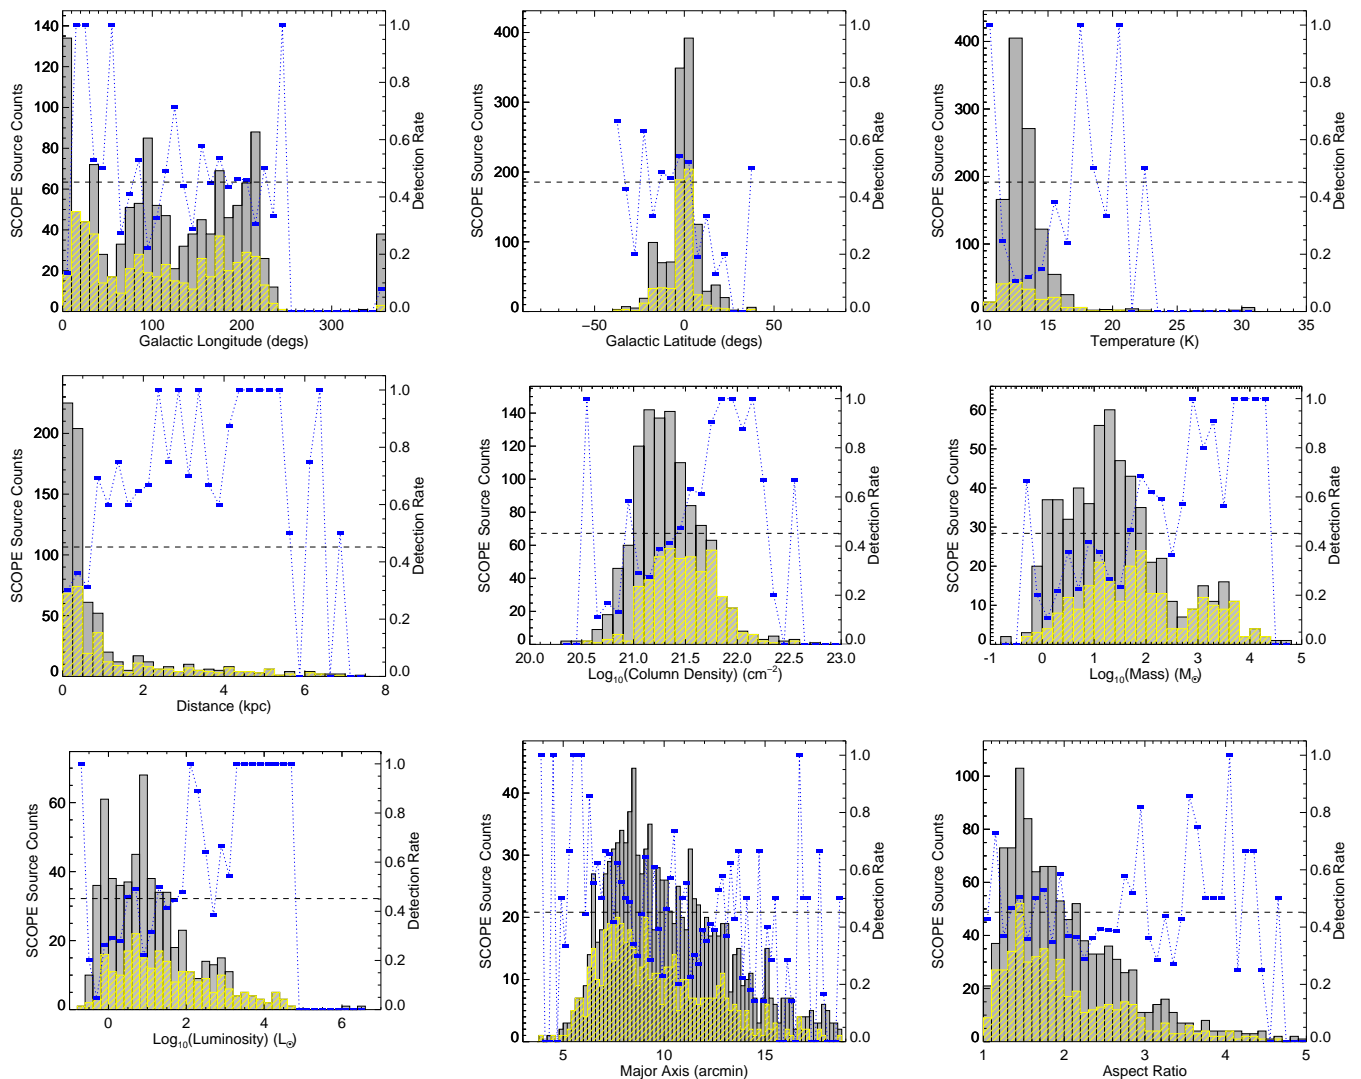 SCOPE Source Counts
140
120
100
80
60
40
20
0
1.0
0.8
0.6
0.4
0.2
0.0
Detection Rate
0 100 200 300
Galactic Longitude (degs)
SCOPE Source Counts
400
300
200
100
0
1.0
0.8
0.6
0.4
0.2
0.0
Detection Rate
−50 0 50
Galactic Latitude (degs)
SCOPE Source Counts
400
300
200
100
0
1.0
0.8
0.6
0.4
0.2
0.0
Detection Rate
10 15 20 25 30 35
Temperature (K)
SCOPE Source Counts
200
150
100
50
0
1.0
0.8
0.6
0.4
0.2
0.0
Detection Rate
0 2 4 6 8
Distance (kpc)
SCOPE Source Counts
140
120
100
80
60
40
20
0
1.0
0.8
0.6
0.4
0.2
0.0
Detection Rate
20.0 20.5 21.0 21.5 22.0 22.5 23.0
Log₁₀(Column Density) (cm⁻²)
SCOPE Source Counts
60
50
40
30
20
10
0
1.0
0.8
0.6
0.4
0.2
0.0
Detection Rate
−1 0 1 2 3 4 5
Log₁₀(Mass) (M☉)
SCOPE Source Counts
60
40
20
0
1.0
0.8
0.6
0.4
0.2
0.0
Detection Rate
0 2 4 6
Log₁₀(Luminosity) (L☉)
SCOPE Source Counts
40
30
20
10
0
1.0
0.8
0.6
0.4
0.2
0.0
Detection Rate
5 10 15
Major Axis (arcmin)
SCOPE Source Counts
100
80
60
40
20
0
1.0
0.8
0.6
0.4
0.2
0.0
Detection Rate
1 2 3 4 5
Aspect Ratio